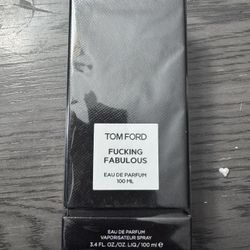 TOM FORD
FUCKING
FABULOUS
EAU DE PARFUM
100 ML
EAU DE PARFUM
VAPORISATEUR SPRAY
3.4 FL. OZ./OZ. LIQ./100 ml ℮